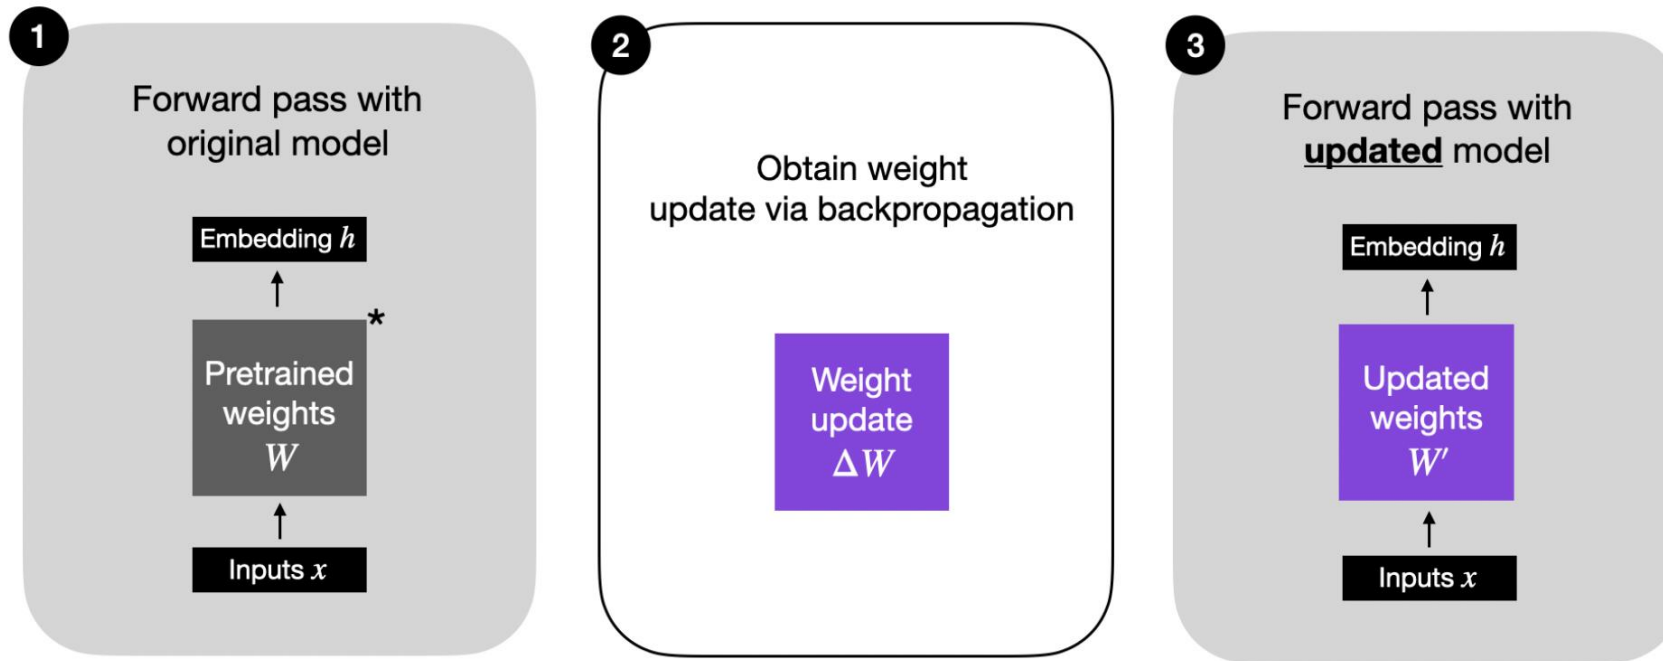 1
Forward pass with
original model
Embedding h
*
Pretrained
weights
W
Inputs x
2
Obtain weight
update via backpropagation
Weight
update
ΔW
3
Forward pass with
updated model
Embedding h
Updated
weights
W′
Inputs x